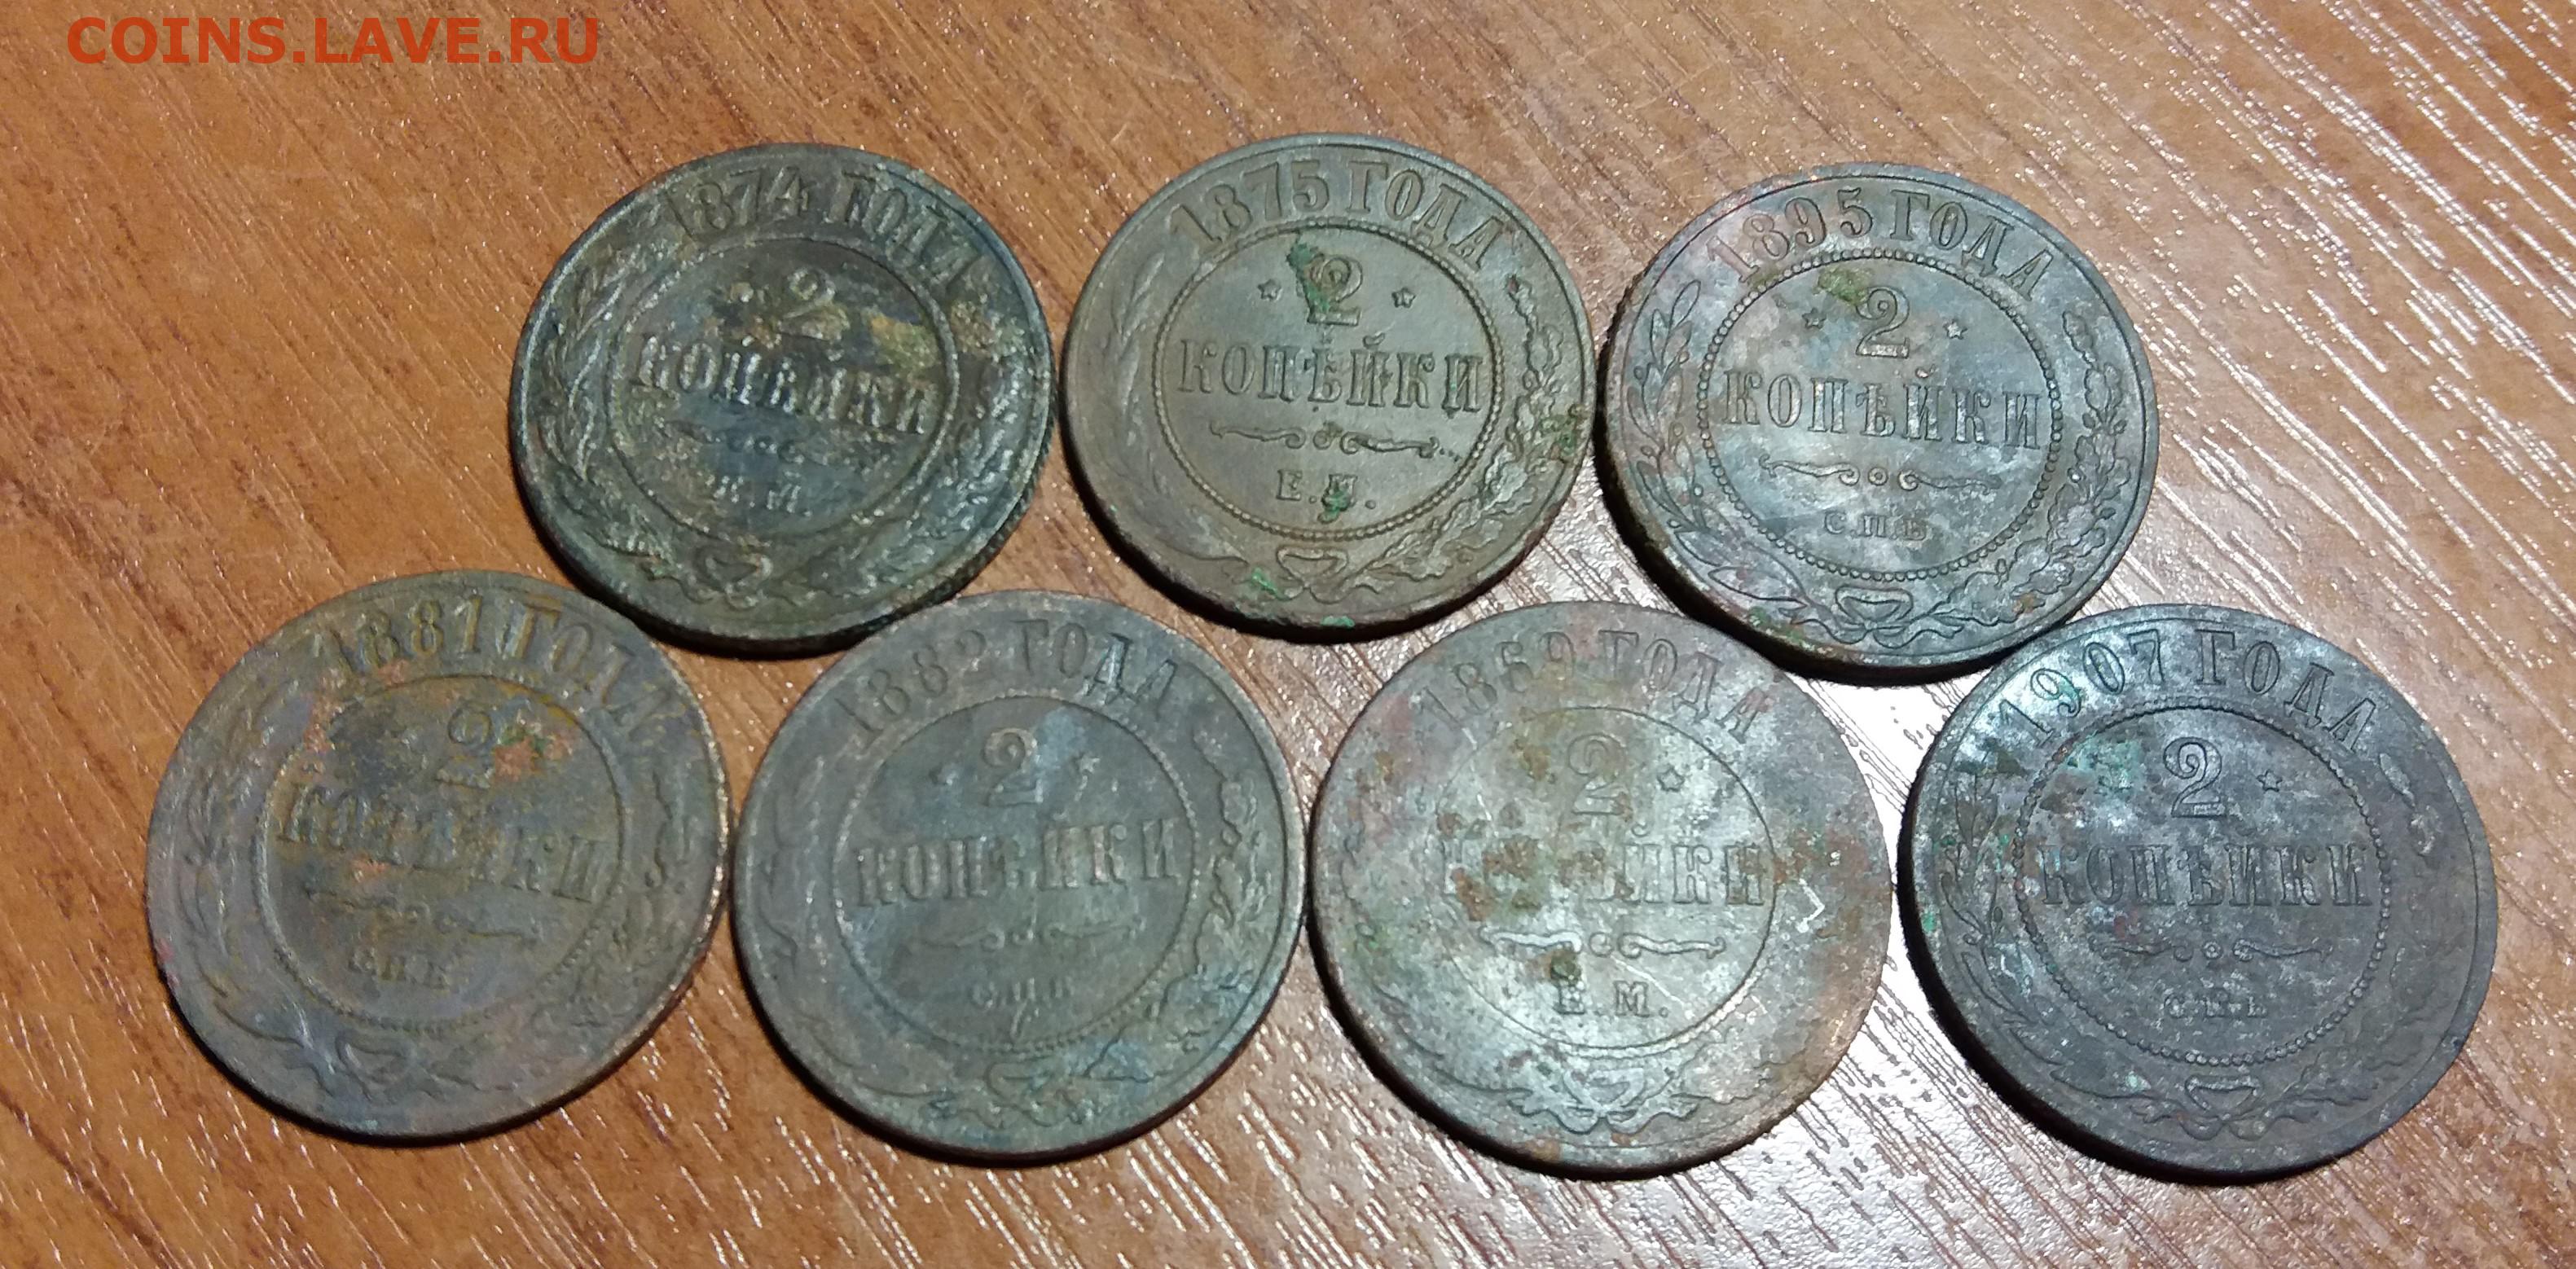 COINS.LAVE.RU
1874 ГОДА
2
КОПѢЙКИ
Е.М.
1875 ГОДА
2
КОПѢЙКИ
Е.М.
1895 ГОДА
2
КОПѢЙКИ
С.П.Б.
1881 ГОДА
2
КОПѢЙКИ
С.П.Б.
1882 ГОДА
2
КОПѢЙКИ
С.П.Б.
1869 ГОДА
2
КОПѢЙКИ
Е.М.
1907 ГОДА
2
КОПѢЙКИ
С.П.Б.